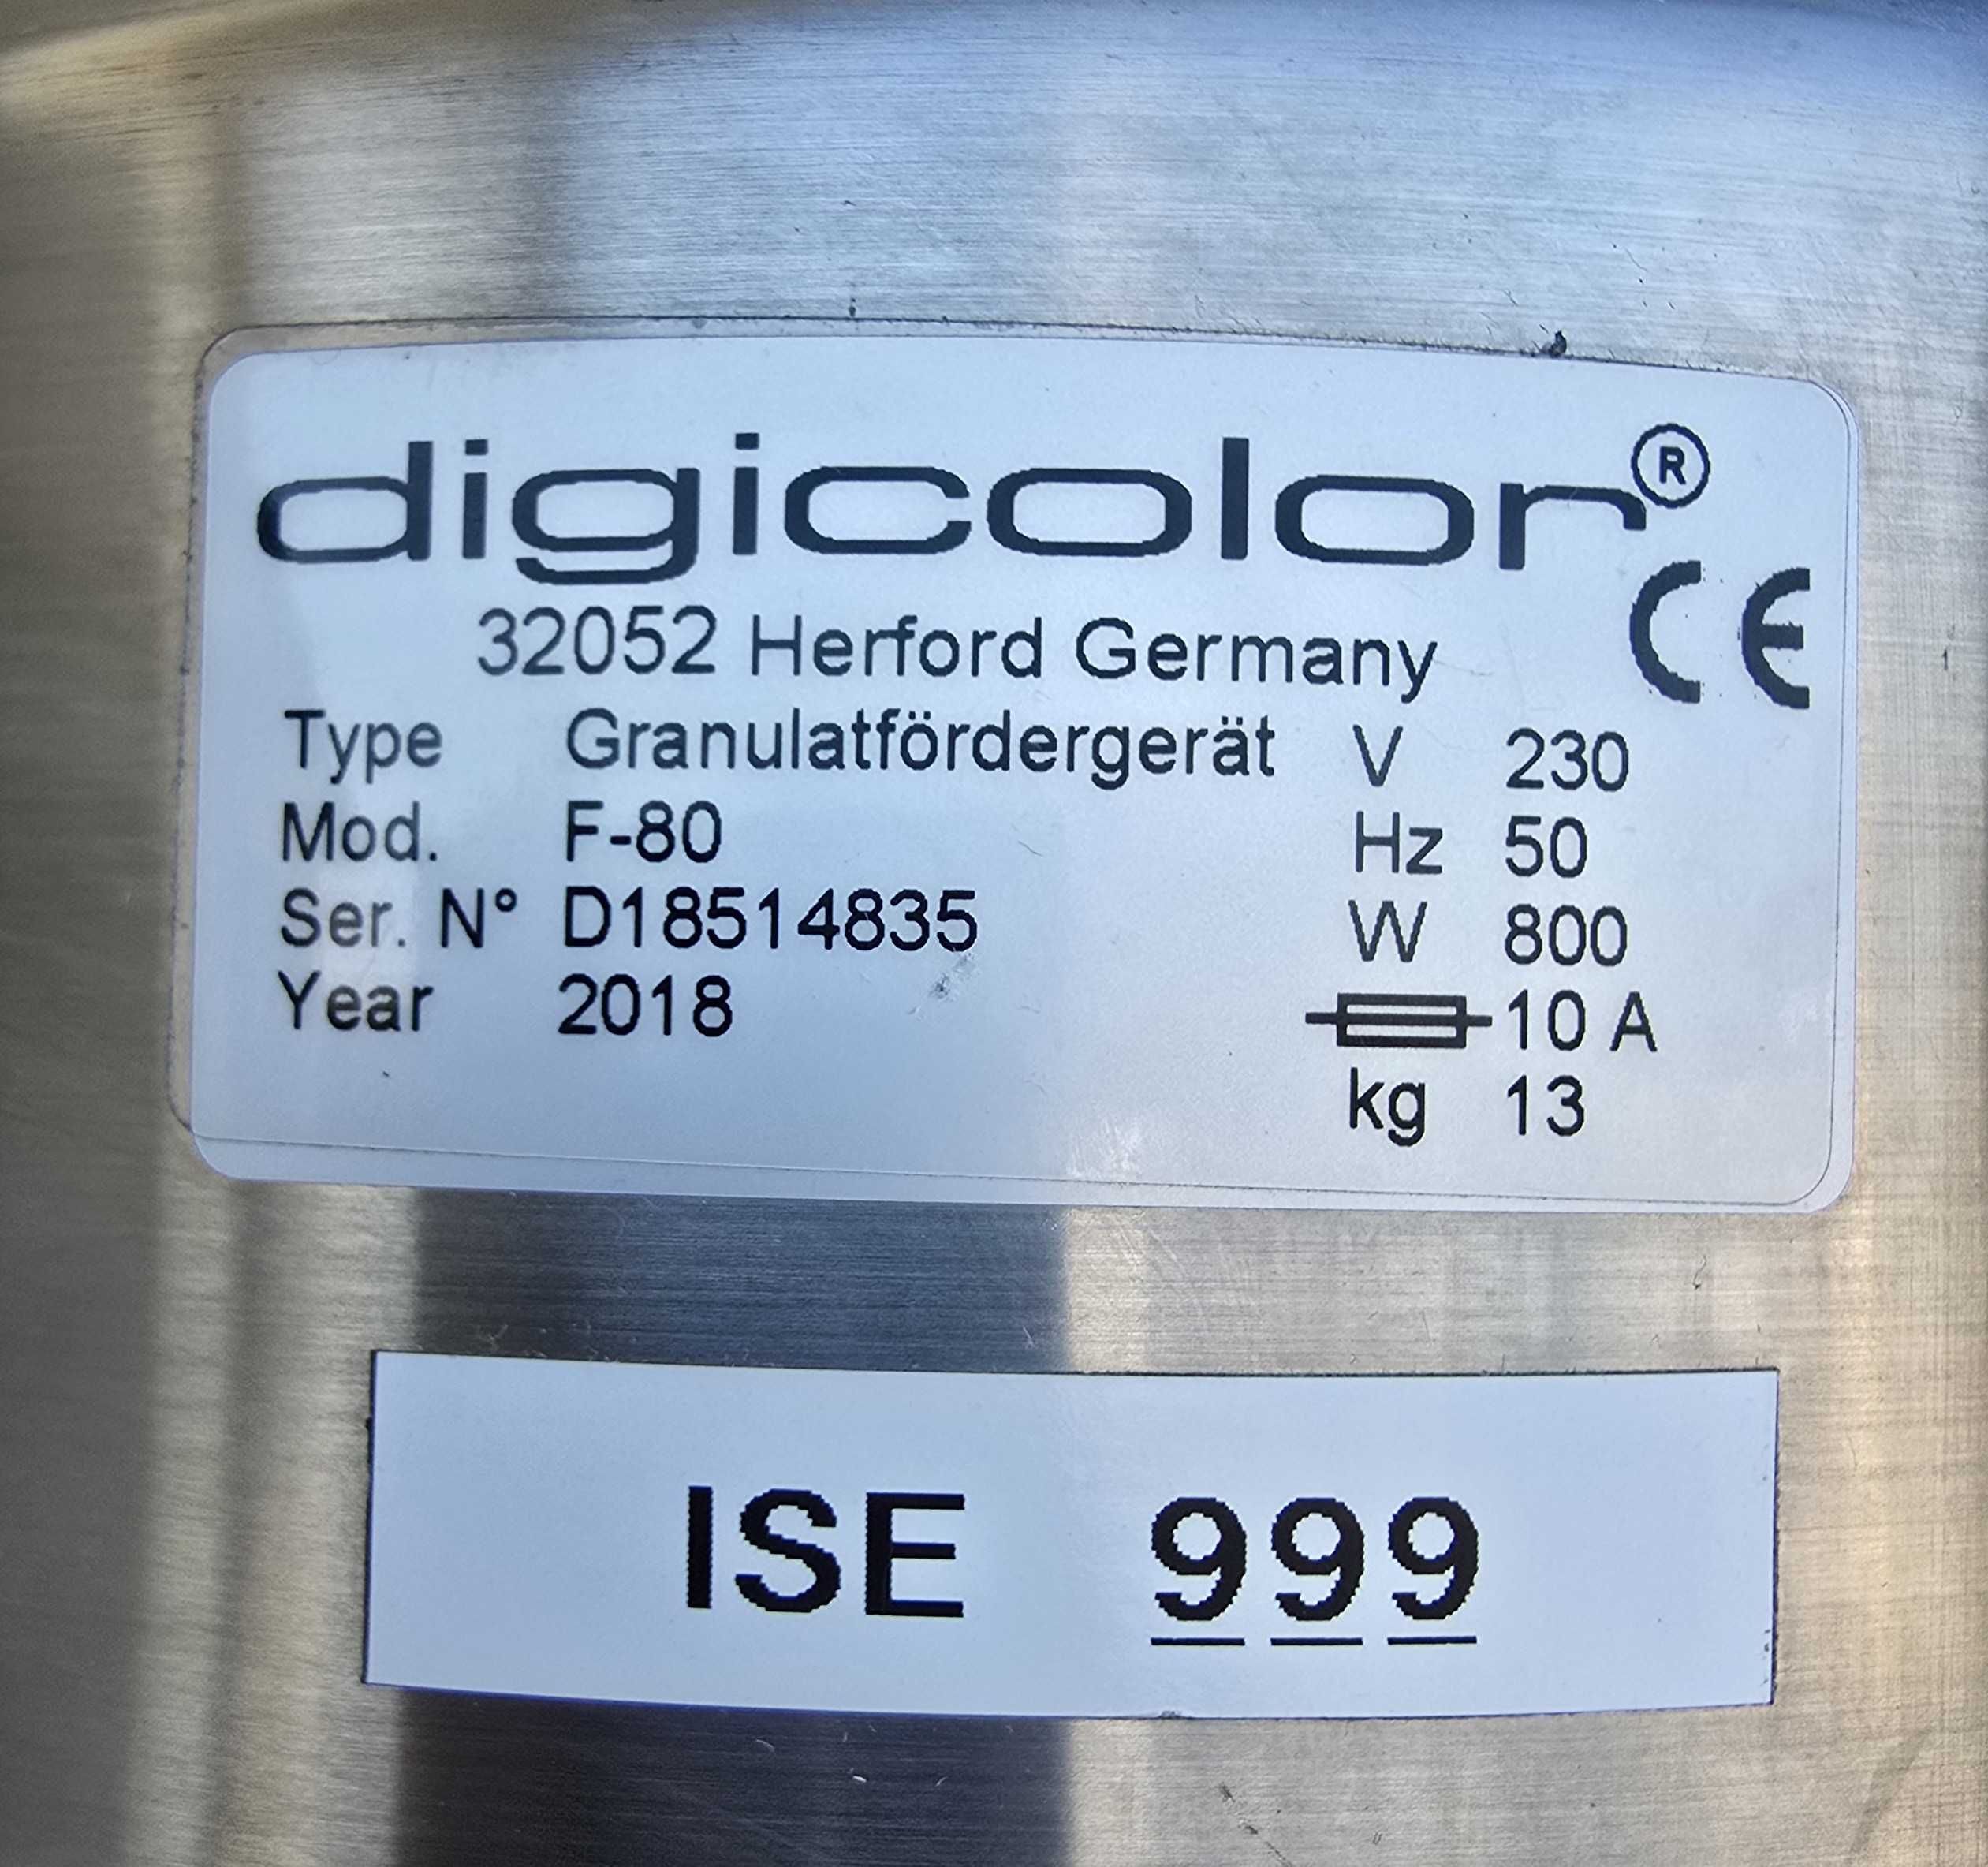 digicolor®
CE
32052 Herford Germany
Type Granulatfördergerät V 230
Mod. F-80 Hz 50
Ser. N° D18514835 W 800
Year 2018 10 A
kg 13
ISE 999